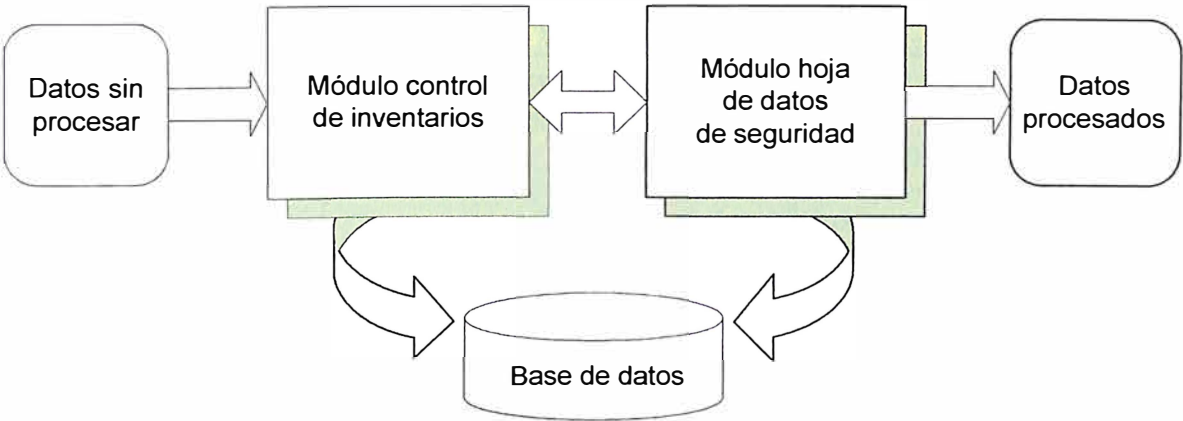 Datos sin
procesar
Módulo control
de inventarios
Módulo hoja
de datos
de seguridad
Datos
procesados
Base de datos